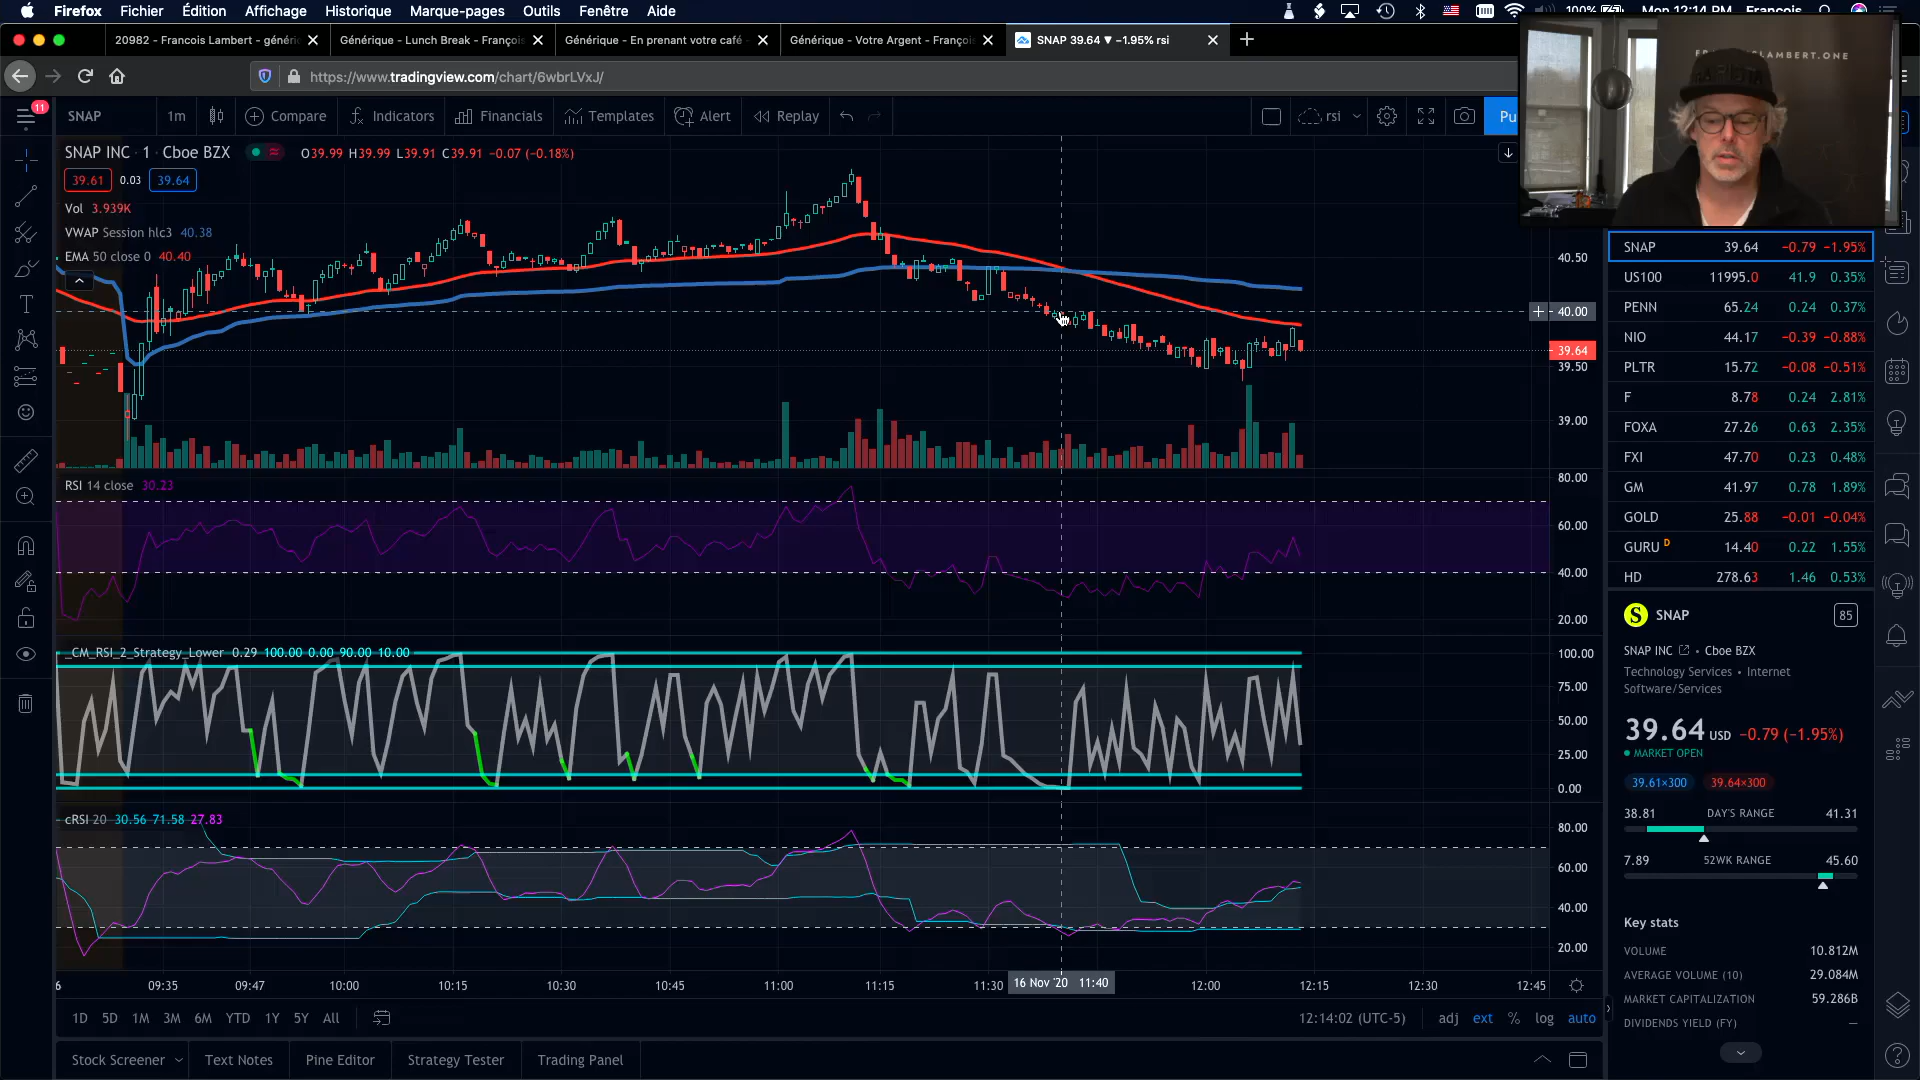 Firefox Fichier Édition Affichage Historique Marque-pages Outils Fenêtre Aide
100% Mon 12:14 PM François
20982 - Francois Lambert - généri
Générique - Lunch Break - François
Générique - En prenant votre café -
Générique - Votre Argent - François
SNAP 39.64 ▼ −1.95% rsi
https://www.tradingview.com/chart/6wbrLVxJ/
11
SNAP 1m Compare Indicators Financials Templates Alert Replay rsi Pu
SNAP INC · 1 · Cboe BZX O39.99 H39.99 L39.91 C39.91 −0.07 (−0.18%)
39.61 0.03 39.64
Vol 3.939K
VWAP Session hlc3 40.38
EMA 50 close 0 40.40
40.50
40.00
39.64
39.50
39.00
RSI 14 close 30.23
80.00
60.00
40.00
20.00
_CM_RSI_2_Strategy_Lower 0.29 100.00 0.00 90.00 10.00
100.00
75.00
50.00
25.00
0.00
cRSI 20 30.56 71.58 27.83
80.00
60.00
40.00
20.00
6 09:35 09:47 10:00 10:15 10:30 10:45 11:00 11:15 11:30 16 Nov '20 11:40 12:00 12:15 12:30 12:45
1D 5D 1M 3M 6M YTD 1Y 5Y All
12:14:02 (UTC-5) adj ext % log auto
Stock Screener Text Notes Pine Editor Strategy Tester Trading Panel
SNAP 39.64 −0.79 −1.95%
US100 11995.0 41.9 0.35%
PENN 65.24 0.24 0.37%
NIO 44.17 −0.39 −0.88%
PLTR 15.72 −0.08 −0.51%
F 8.78 0.24 2.81%
FOXA 27.26 0.63 2.35%
FXI 47.70 0.23 0.48%
GM 41.97 0.78 1.89%
GOLD 25.88 −0.01 −0.04%
GURU D 14.40 0.22 1.55%
HD 278.63 1.46 0.53%
S SNAP 85
SNAP INC • Cboe BZX
Technology Services • Internet
Software/Services
39.64 USD −0.79 (−1.95%)
MARKET OPEN
39.61×300 39.64×300
38.81 DAY'S RANGE 41.31
7.89 52WK RANGE 45.60
Key stats
VOLUME 10.812M
AVERAGE VOLUME (10) 29.084M
MARKET CAPITALIZATION 59.286B
DIVIDENDS YIELD (FY) —